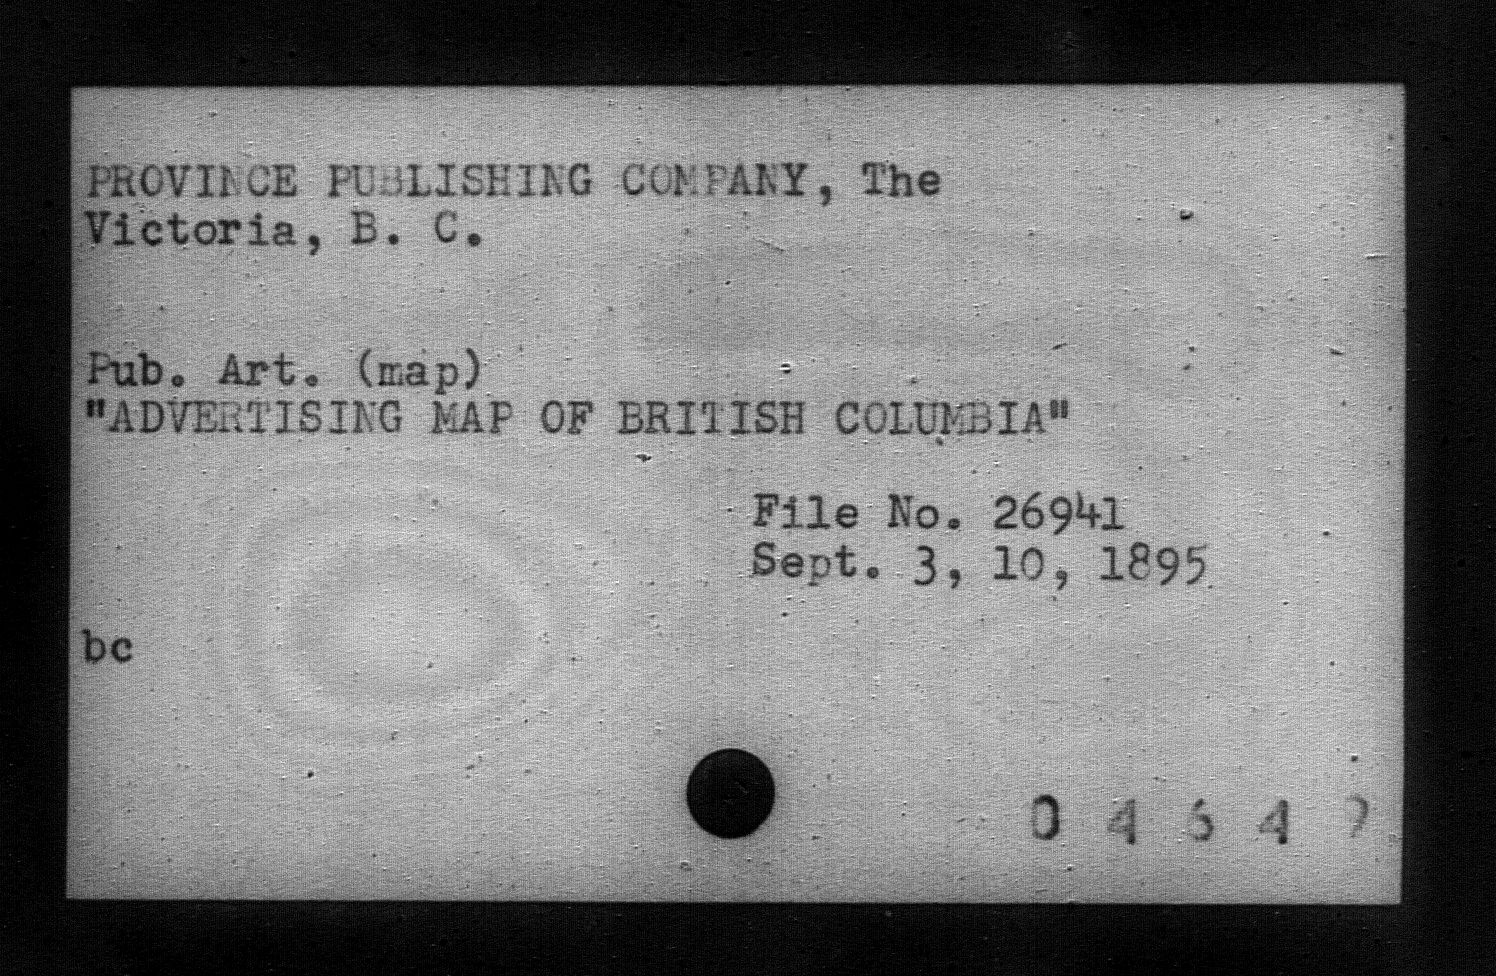 PROVINCE PUBLISHING COMPANY, The
Victoria, B. C.
Pub. Art. (map)
"ADVERTISING MAP OF BRITISH COLUMBIA"
File No. 26941
Sept. 3, 10, 1895
bc